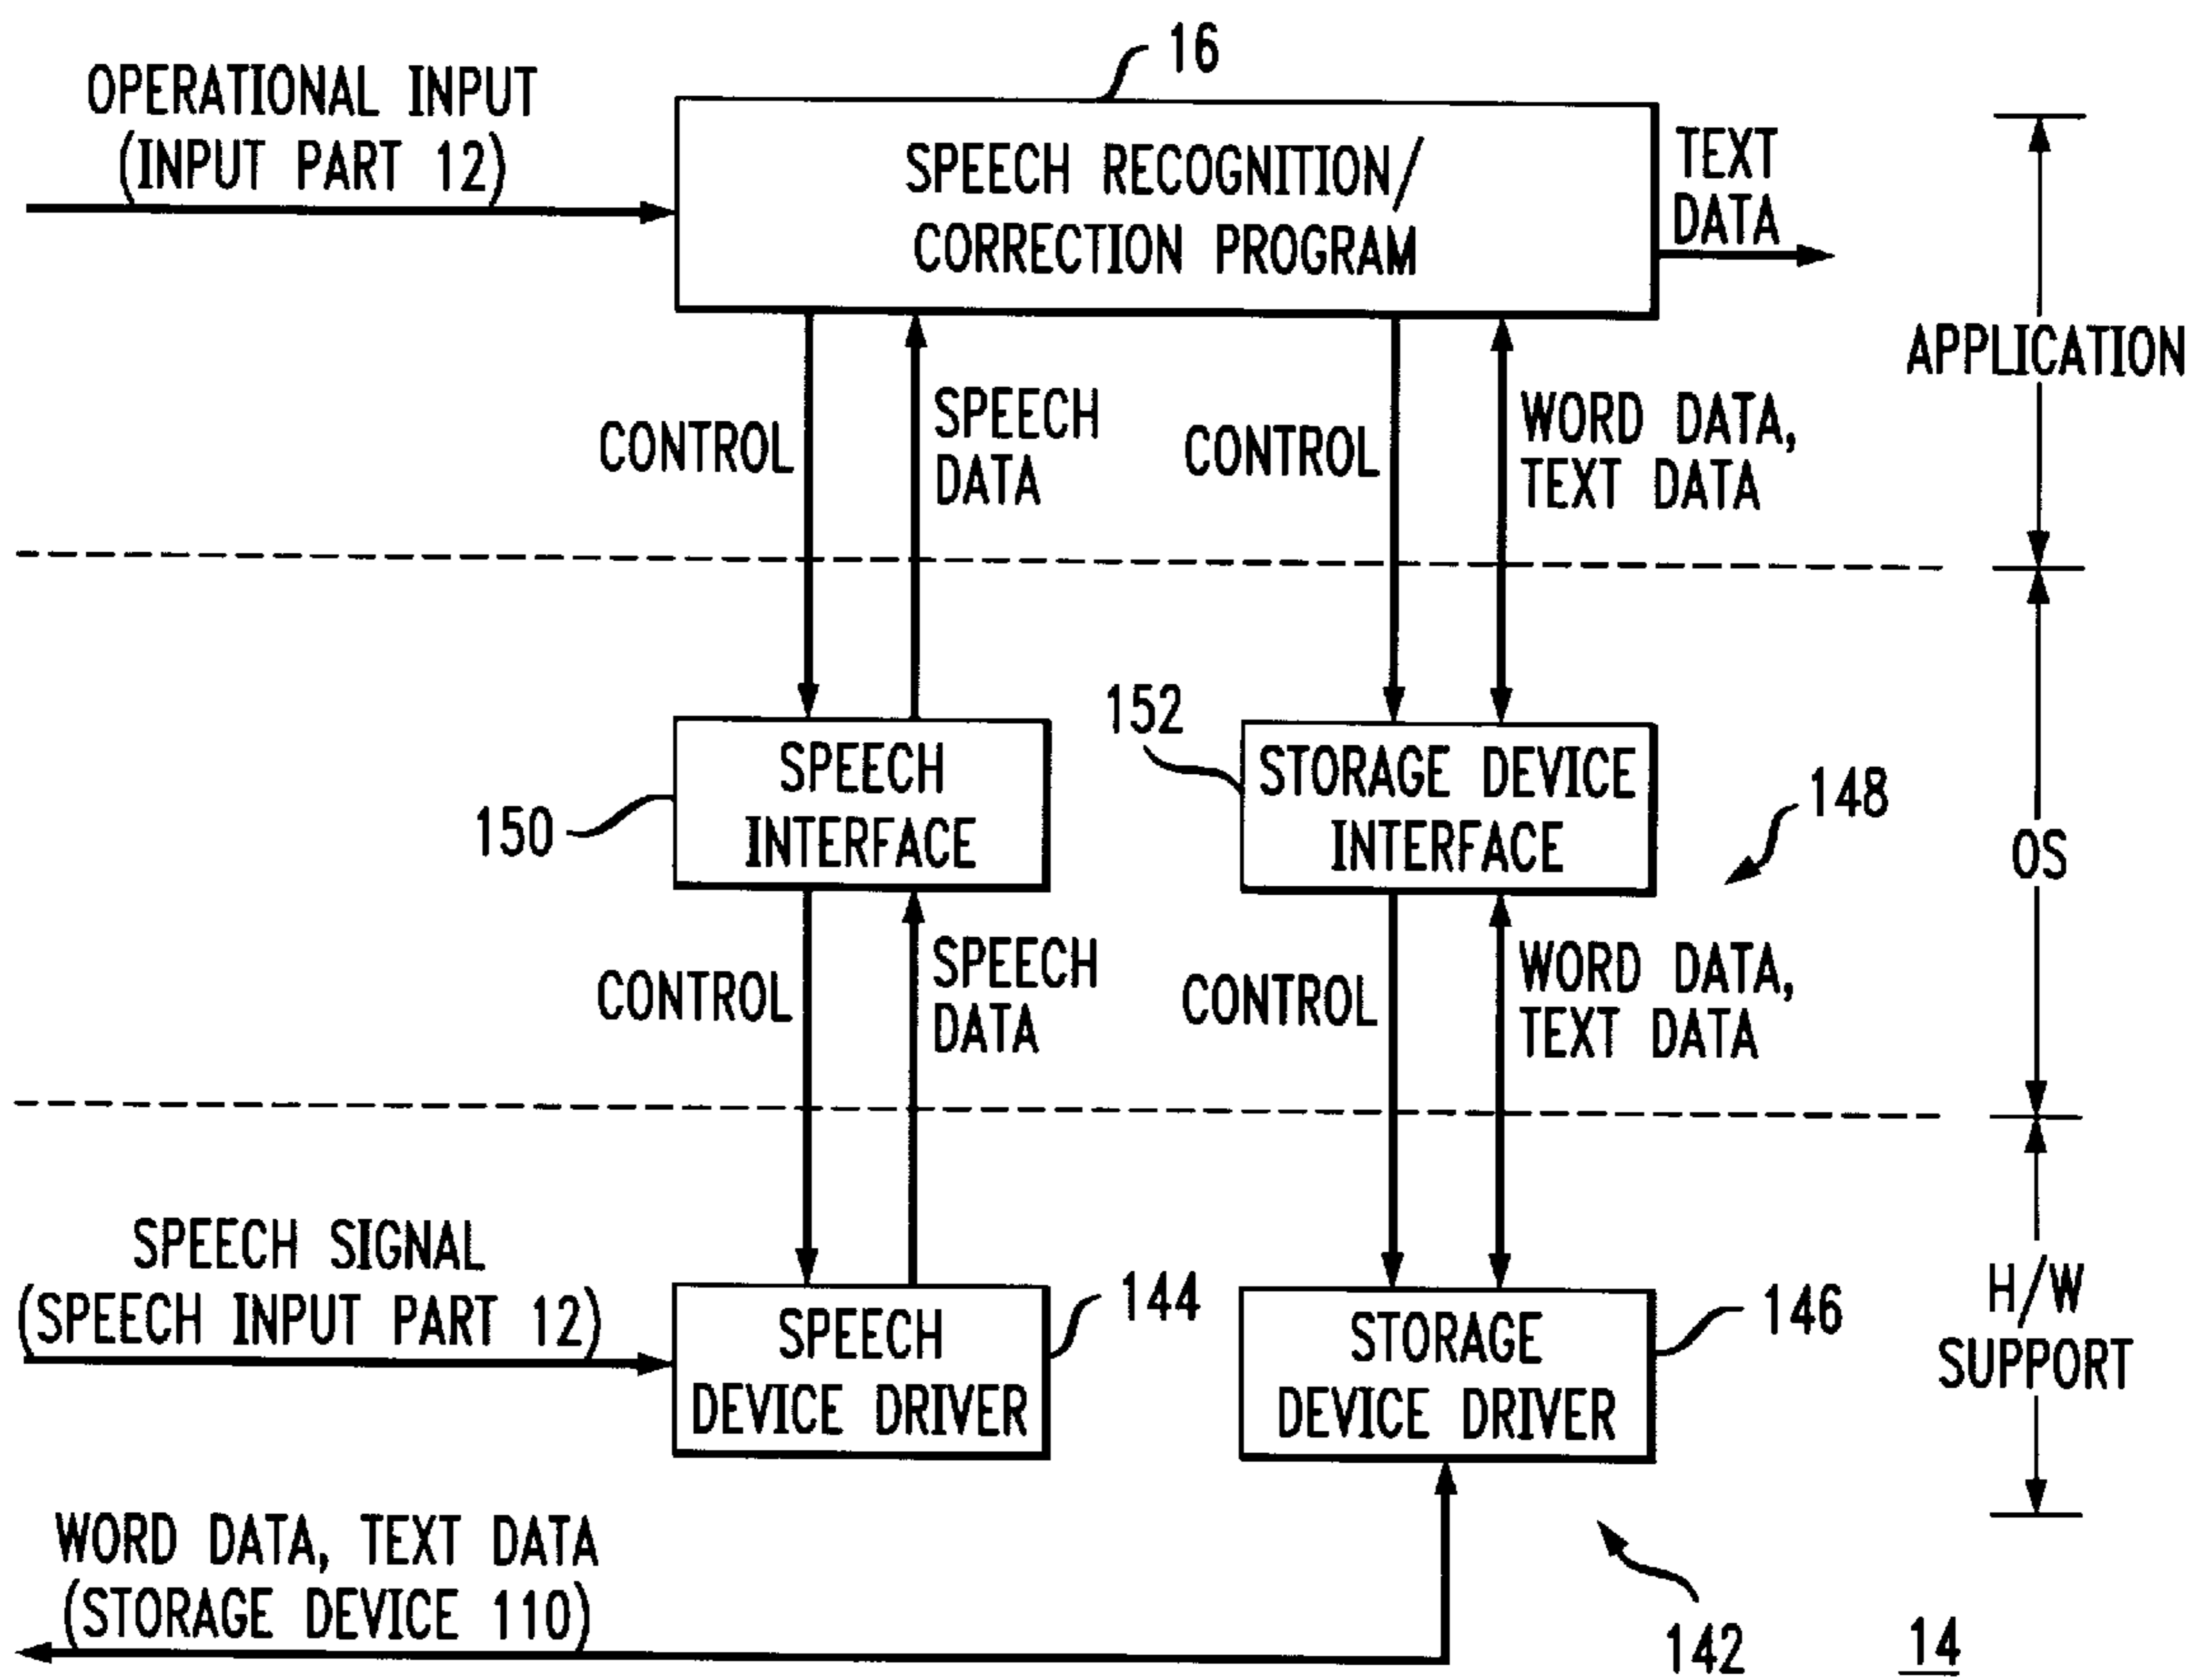 16
OPERATIONAL INPUT
(INPUT PART 12)
SPEECH RECOGNITION/
CORRECTION PROGRAM
TEXT
DATA
APPLICATION
CONTROL
SPEECH
DATA
CONTROL
WORD DATA,
TEXT DATA
150
SPEECH
INTERFACE
152
STORAGE DEVICE
INTERFACE
148
OS
CONTROL
SPEECH
DATA
CONTROL
WORD DATA,
TEXT DATA
SPEECH SIGNAL
(SPEECH INPUT PART 12)
SPEECH
DEVICE DRIVER
144
STORAGE
DEVICE DRIVER
146
H/W
SUPPORT
WORD DATA, TEXT DATA
(STORAGE DEVICE 110)
142
14